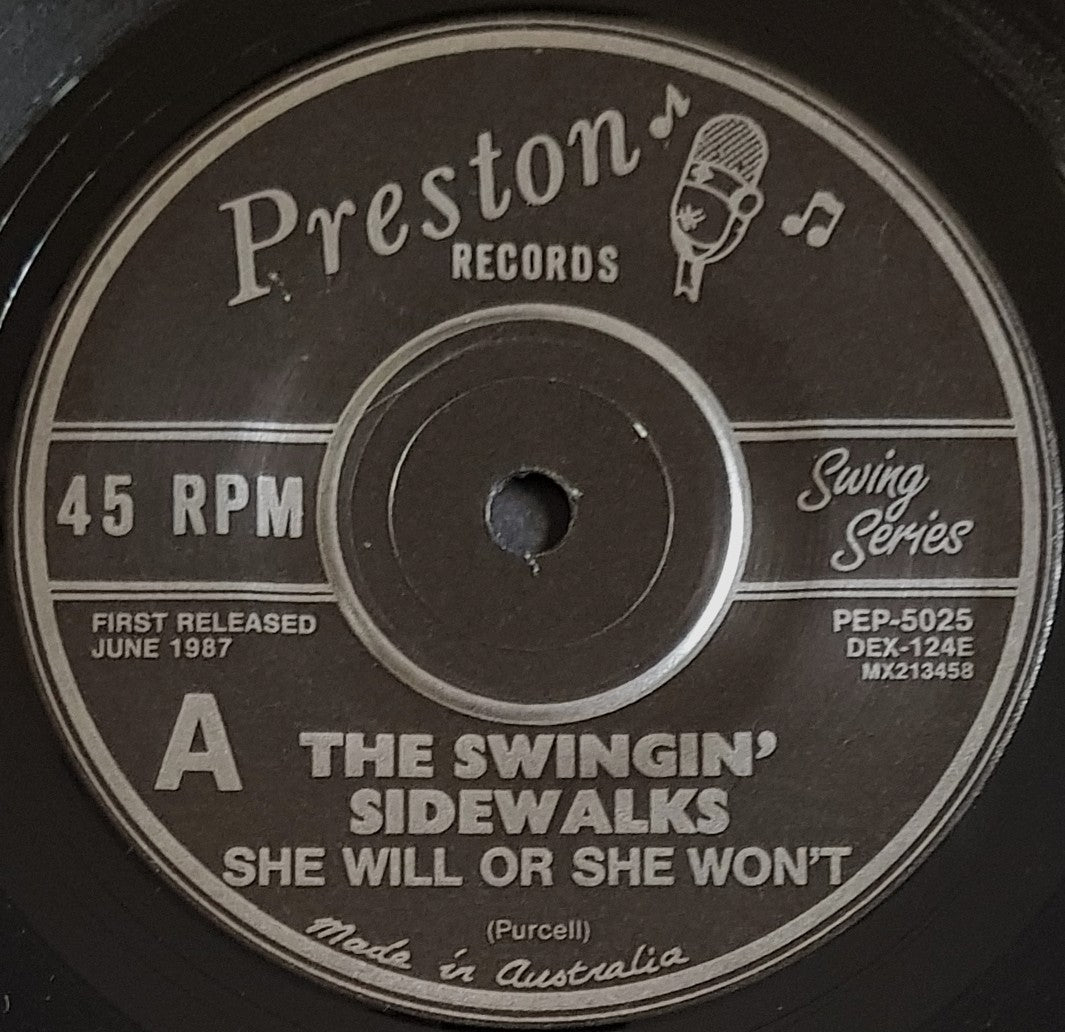 Preston
RECORDS
45 RPM
Swing
Series
FIRST RELEASED
JUNE 1987
PEP-5025
DEX-124E
MX213458
A
THE SWINGIN’
SIDEWALKS
SHE WILL OR SHE WON'T
(Purcell)
Made in Australia